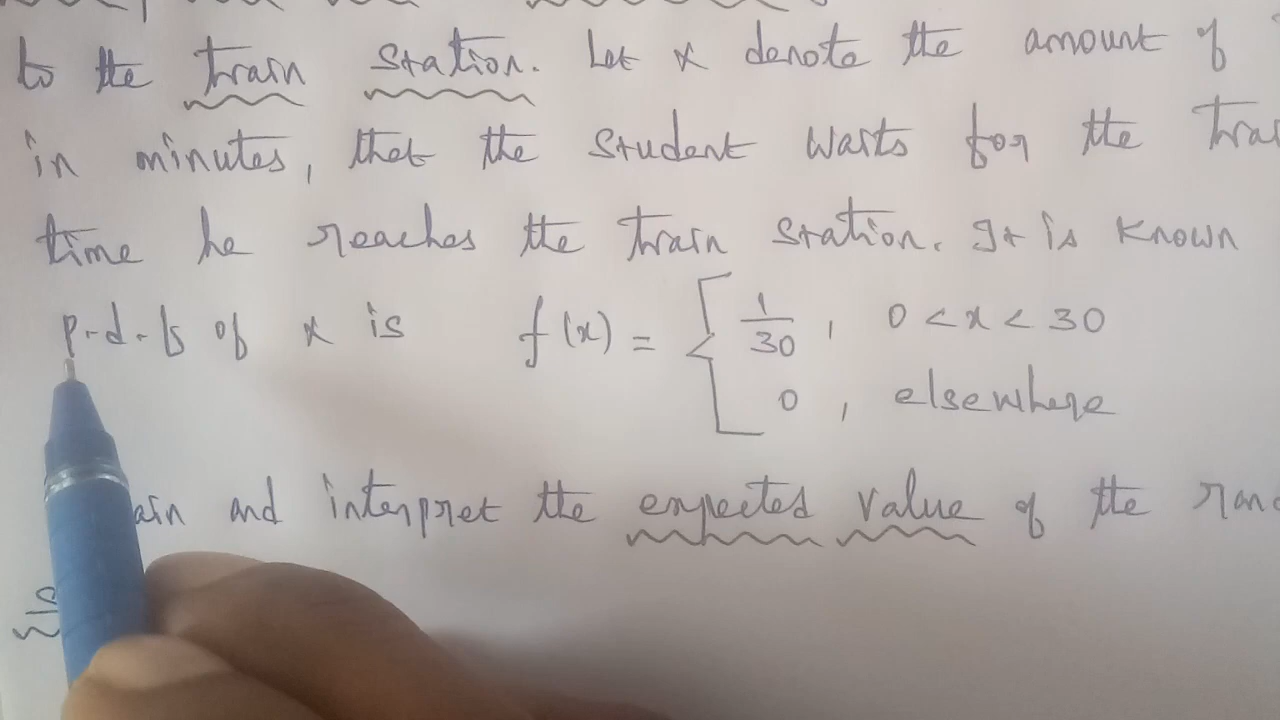 to the train station. Let x denote the amount of
in minutes, that the student waits for the
time he reaches the train station. It is known
p.d.f of x is f(x) = { 1/30 , 0 < x < 30
0 , elsewhere
and interpret the expected value of the